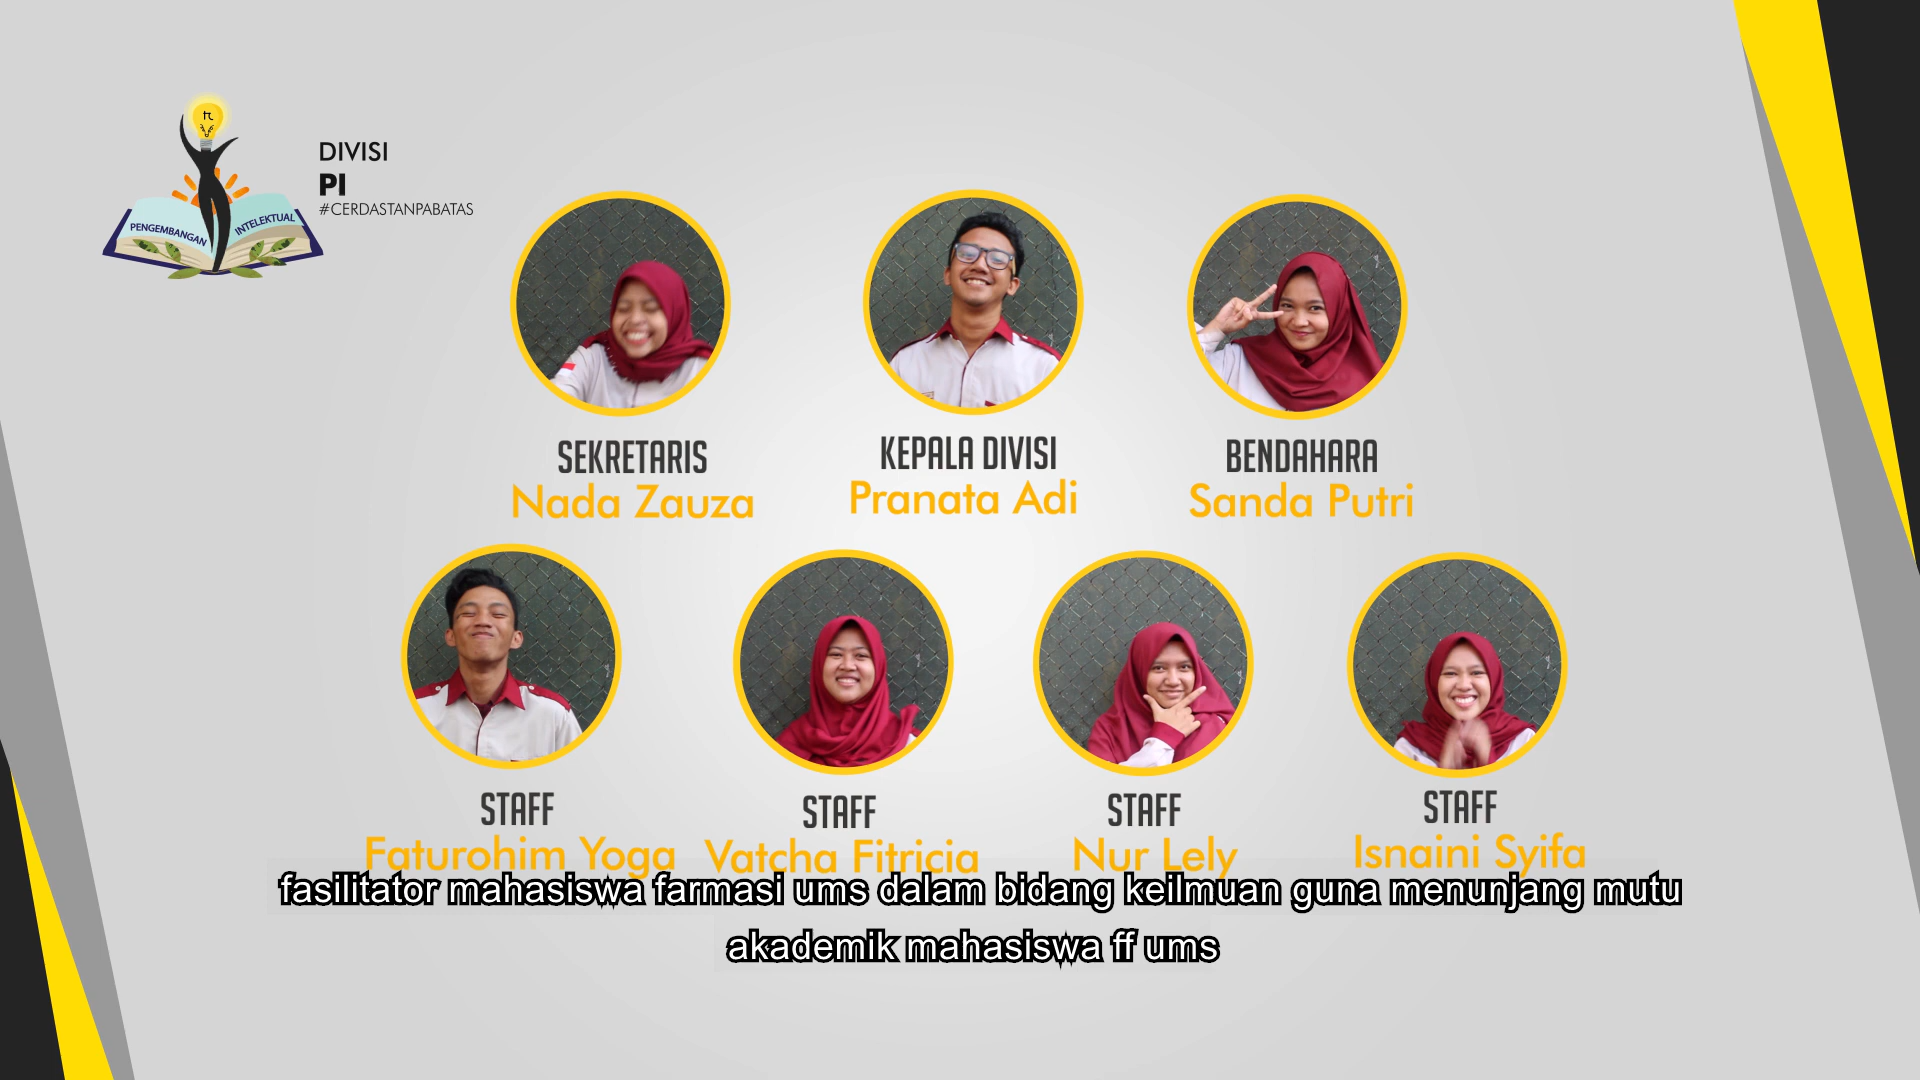 DIVISI
PI
#CERDASTANPABATAS
PENGEMBANGAN
INTELEKTUAL
SEKRETARIS
Nada Zauza
KEPALA DIVISI
Pranata Adi
BENDAHARA
Sanda Putri
STAFF
Faturohim Yoga
STAFF
Vatcha Fitricia
STAFF
Nur Lely
STAFF
Isnaini Syifa
fasilitator mahasiswa farmasi ums dalam bidang keilmuan guna menunjang mutu
akademik mahasiswa ff ums